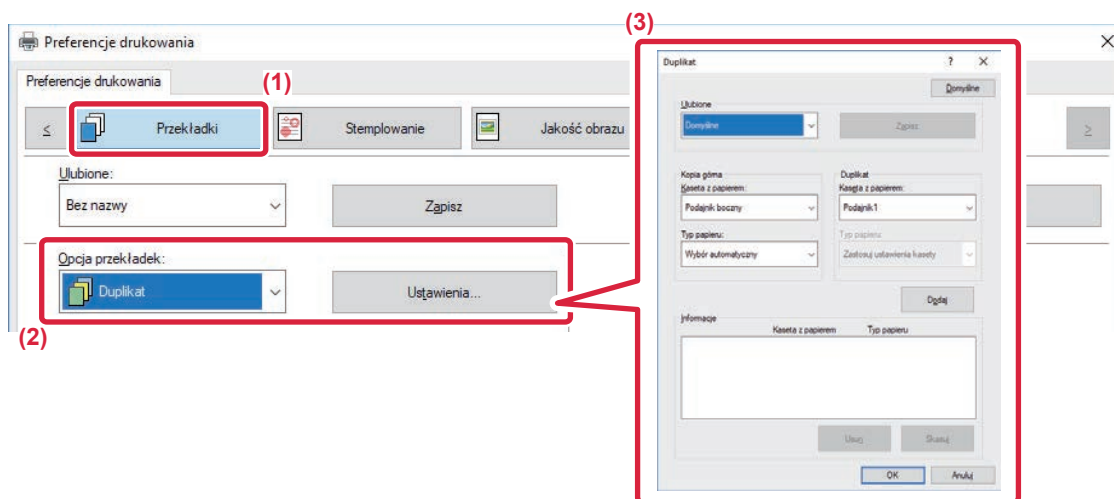 (3)
Preferencje drukowania
Duplikat
?
Preferencje drukowania
(1)
Domyślne
Ulubione
≤ Przekładki Stemplowanie Jakość obrazu Domyślne Zapisz ≥
Ulubione:
Kopia górna Duplikat
Kaseta z papierem: Kaseta z papierem:
Bez nazwy Zapisz Podajnik boczny Podajnik1
Typ papieru: Typ papieru:
Wybór automatyczny Zastosuj ustawienia kasety
Opcja przekładek:
Duplikat Ustawienia...
Dodaj
(2)
Informacje
Kaseta z papierem Typ papieru
Usuń Skasuj
OK Anuluj